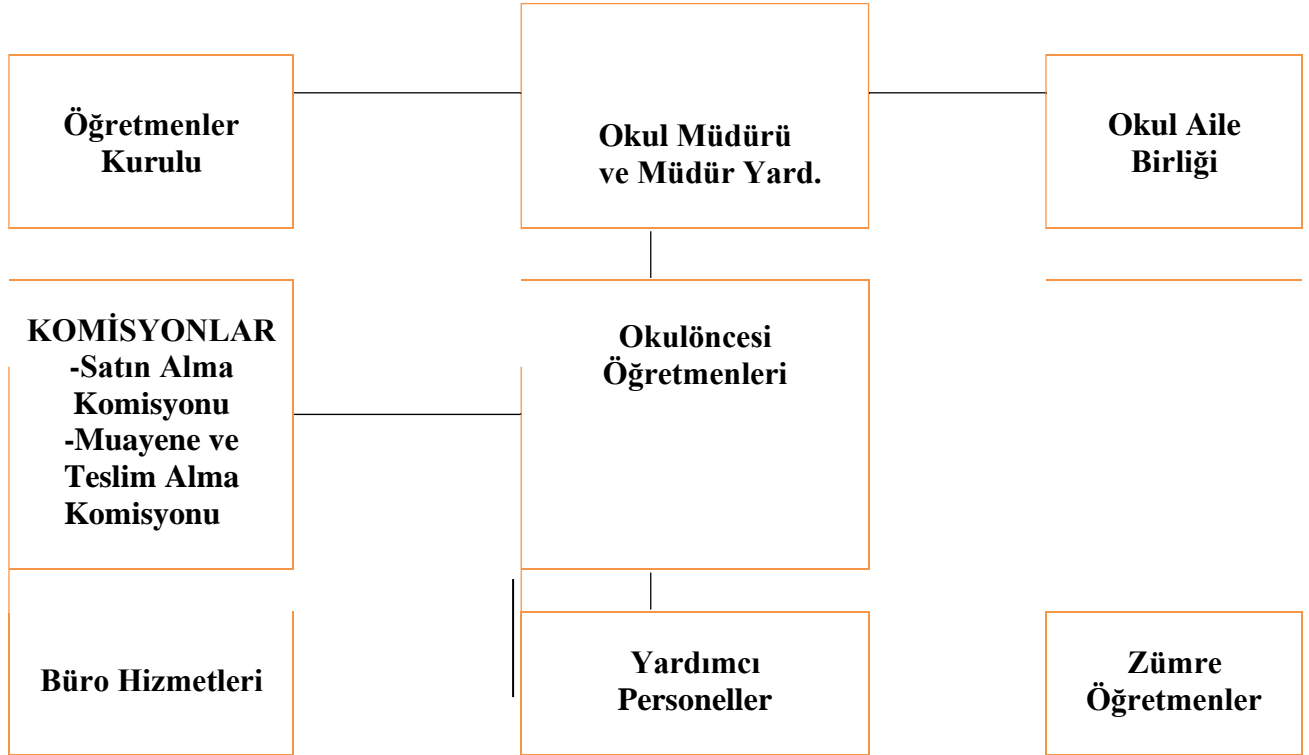 Öğretmenler
Kurulu
Okul Müdürü
ve Müdür Yard.
Okul Aile
Birliği
KOMİSYONLAR
-Satın Alma
Komisyonu
-Muayene ve
Teslim Alma
Komisyonu
Okulöncesi
Öğretmenleri
Büro Hizmetleri
Yardımcı
Personeller
Zümre
Öğretmenler